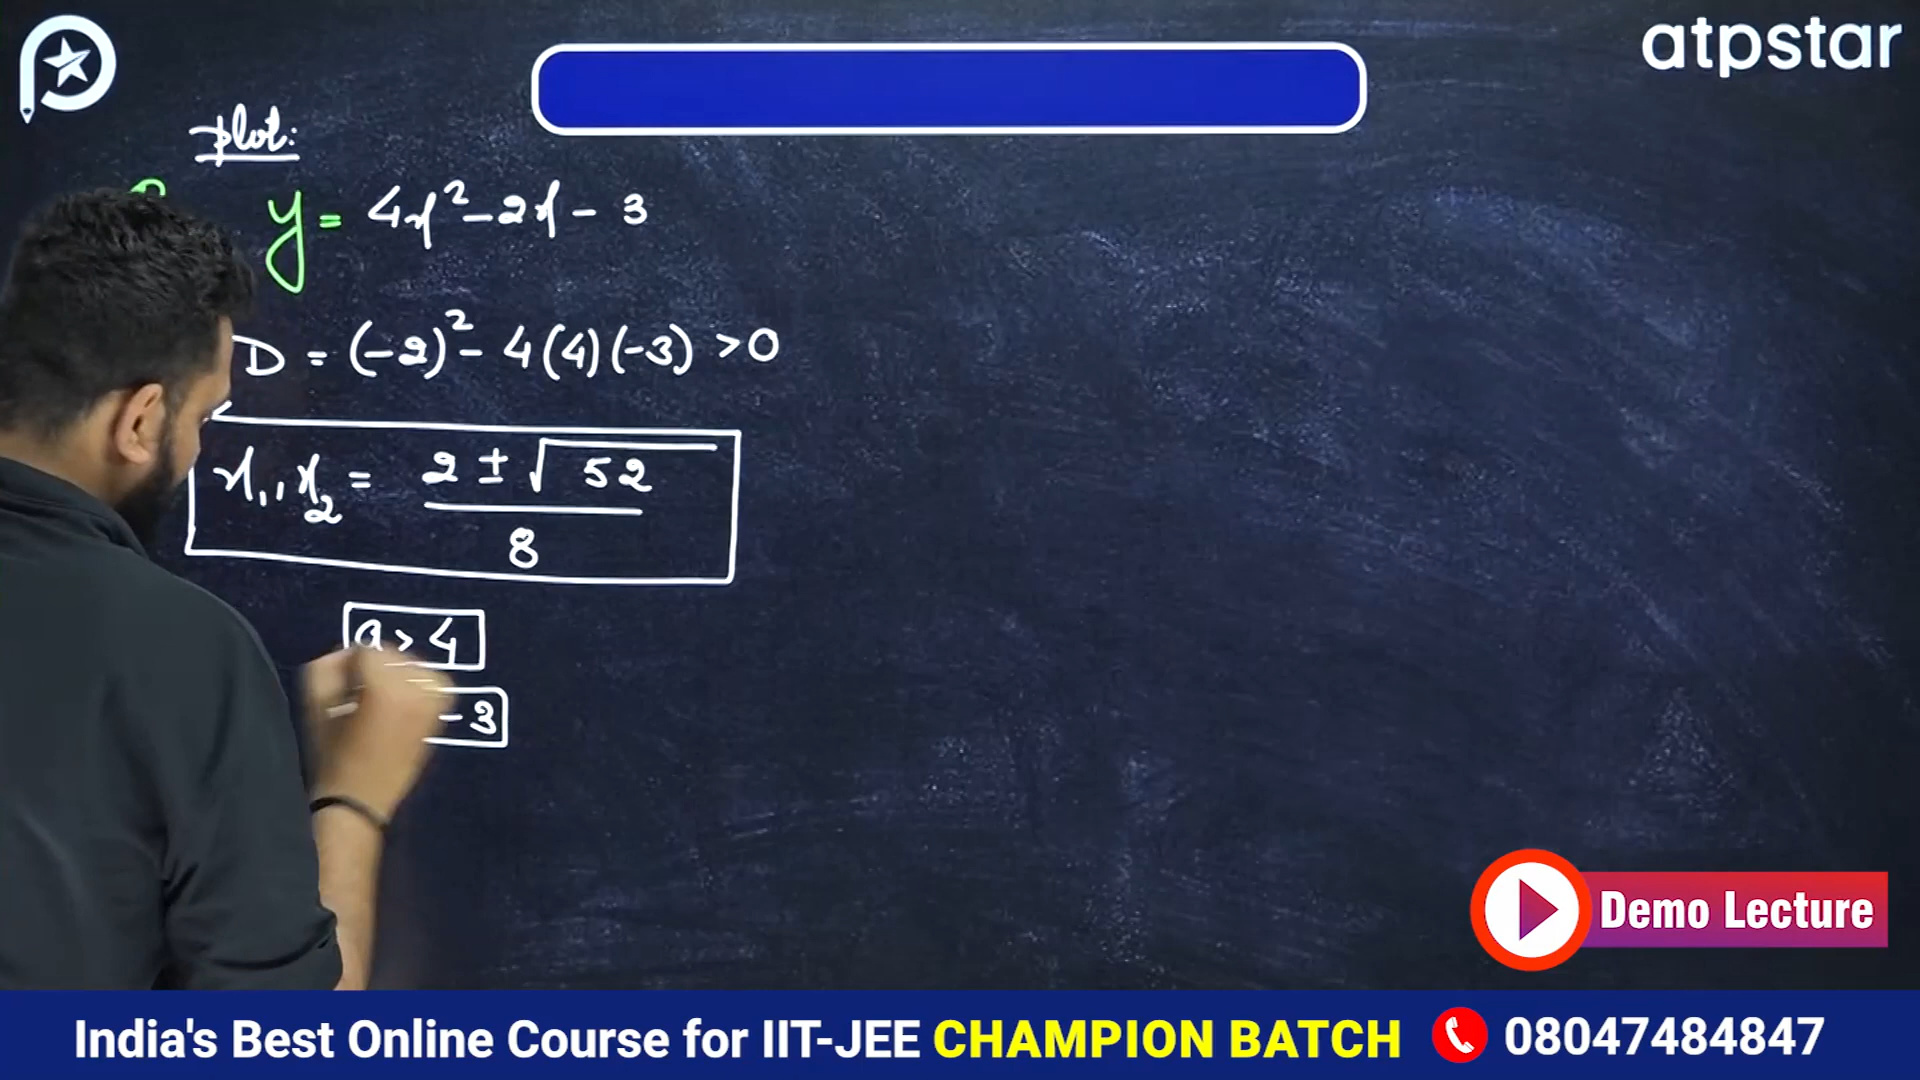 atpstar
plot:
y = 4x² - 2x - 3
D = (-2)² - 4(4)(-3) > 0
x₁, x₂ = 2 ± √52 / 8
a > 4
-3
Demo Lecture
India's Best Online Course for IIT-JEE CHAMPION BATCH 08047484847